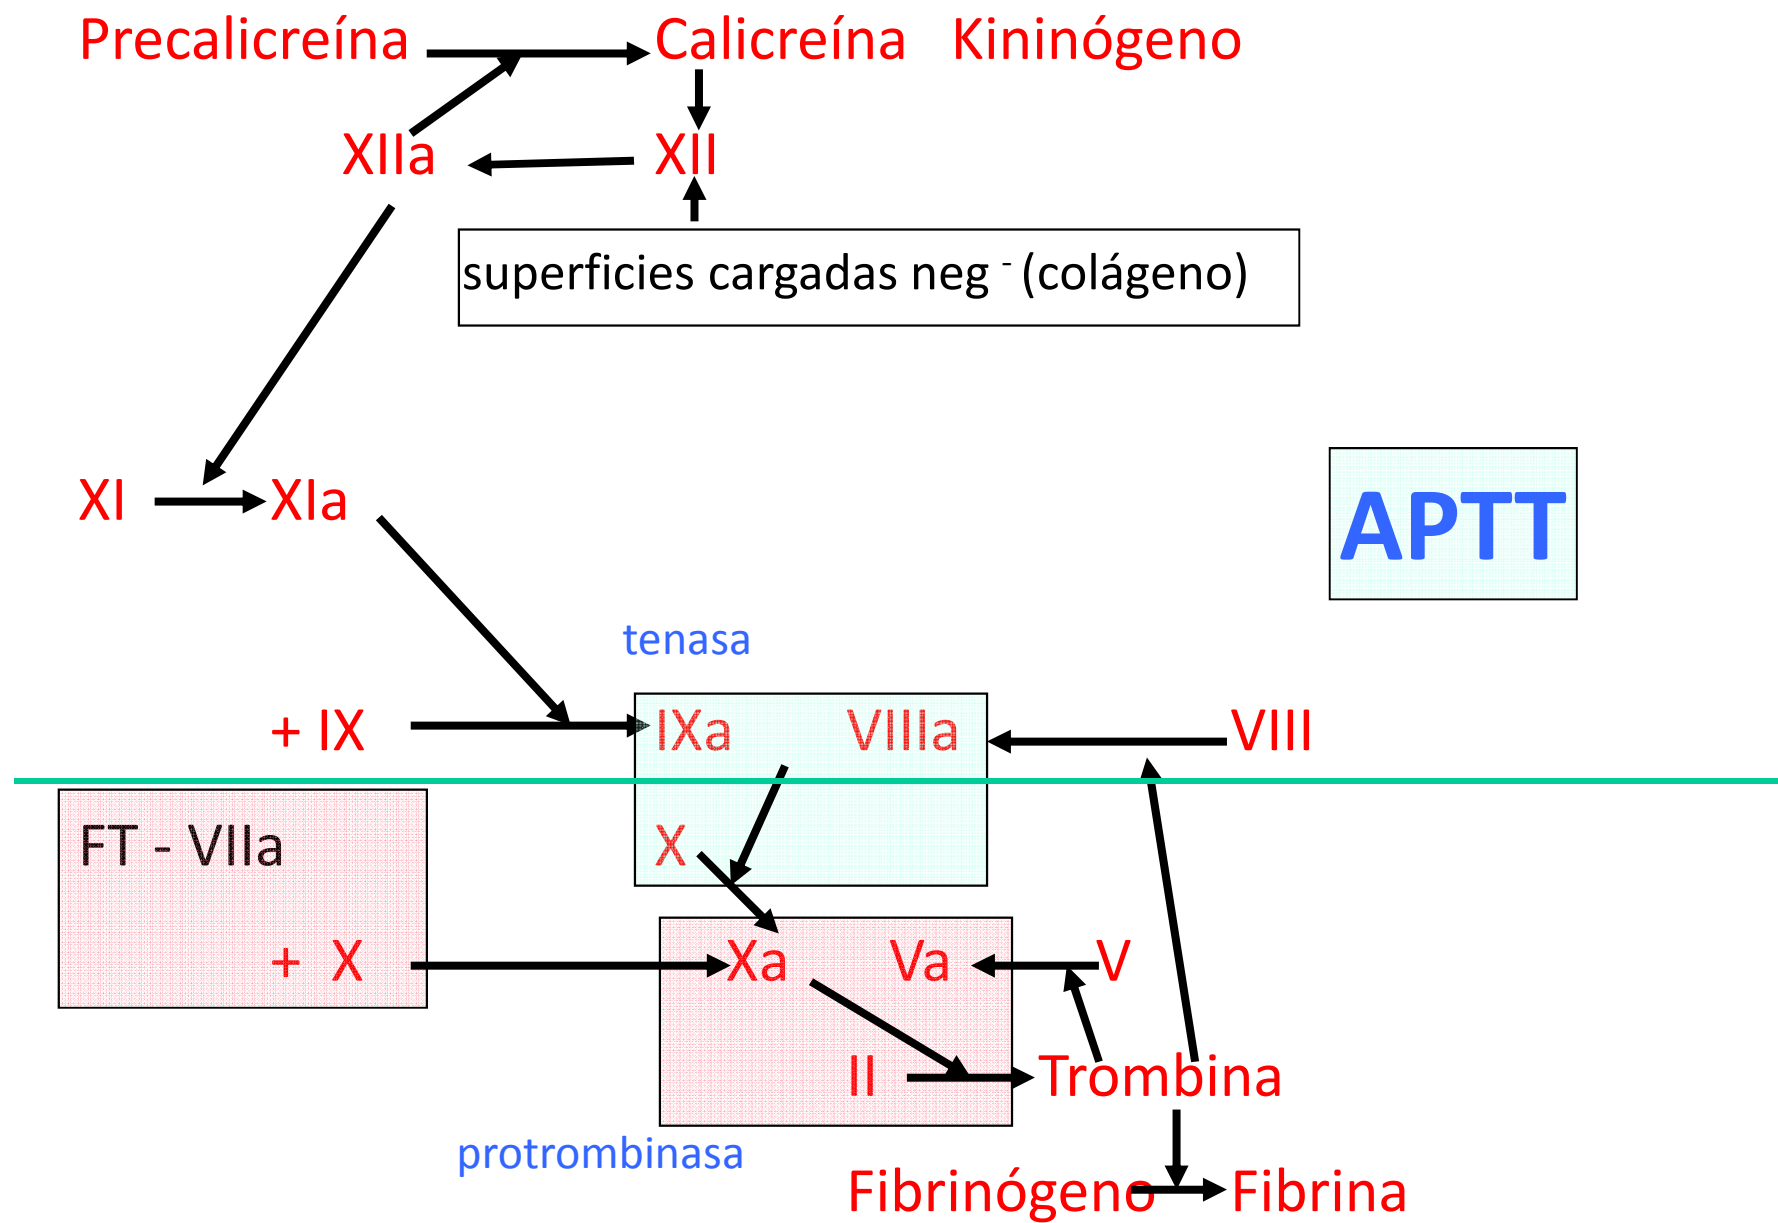 Precalicreína Calicreína Kininógeno
XIIa XII
superficies cargadas neg - (colágeno)
XI XIa
APTT
tenasa
+ IX IXa VIIIa VIII
FT - VIIa X
+ X Xa Va V
II Trombina
protrombinasa
Fibrinógeno Fibrina